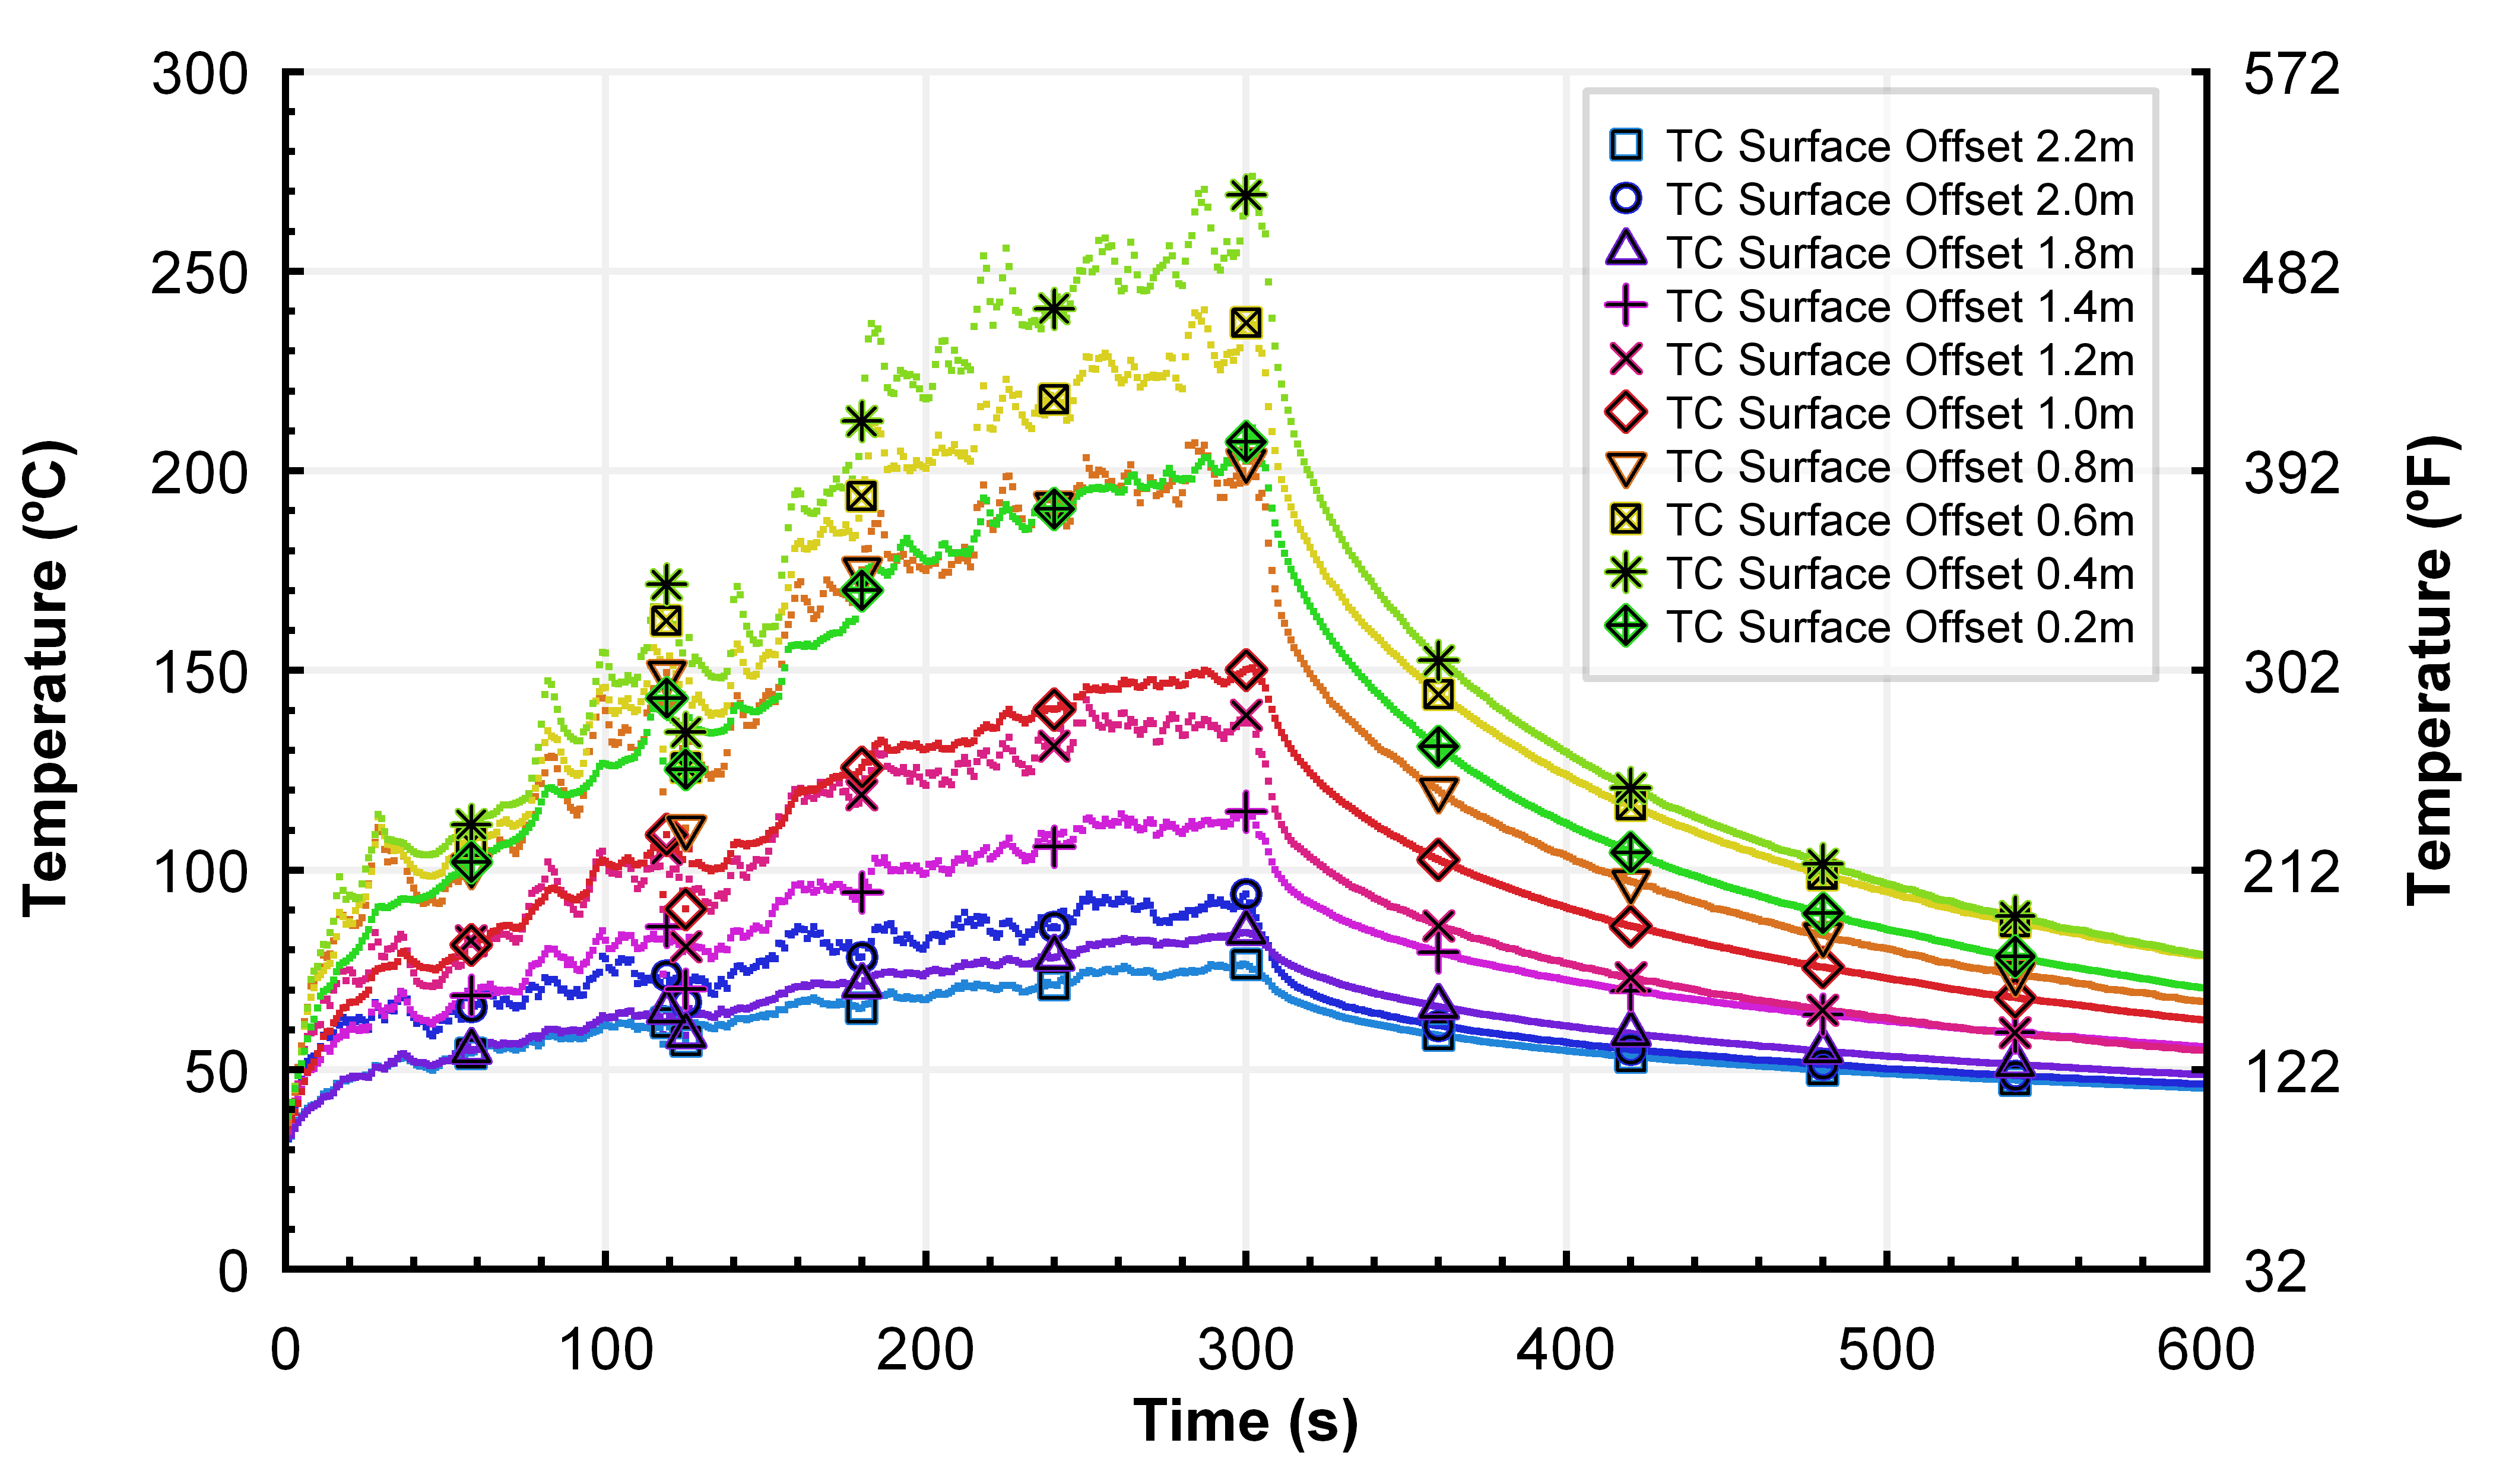 300
250
200
150
100
50
0
572
482
392
302
212
122
32
0 100 200 300 400 500 600
Temperature (ºC)
Temperature (ºF)
Time (s)
TC Surface Offset 2.2m
TC Surface Offset 2.0m
TC Surface Offset 1.8m
TC Surface Offset 1.4m
TC Surface Offset 1.2m
TC Surface Offset 1.0m
TC Surface Offset 0.8m
TC Surface Offset 0.6m
TC Surface Offset 0.4m
TC Surface Offset 0.2m